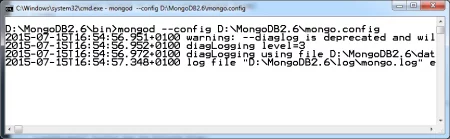 C:\Windows\system32\cmd.exe - mongod --config D:\MongoDB2.6\mongo.config
D:\MongoDB2.6\bin>mongod --config D:\MongoDB2.6\mongo.config
2015-07-15T16:54:56.951+0100 warning: --diaglog is deprecated and wil
2015-07-15T16:54:56.952+0100 diagLogging level=3
2015-07-15T16:54:56.972+0100 diagLogging using file D:\MongoDB2.6\dat
2015-07-15T16:54:57.348+0100 log file "D:\MongoDB2.6\log\mongo.log" e